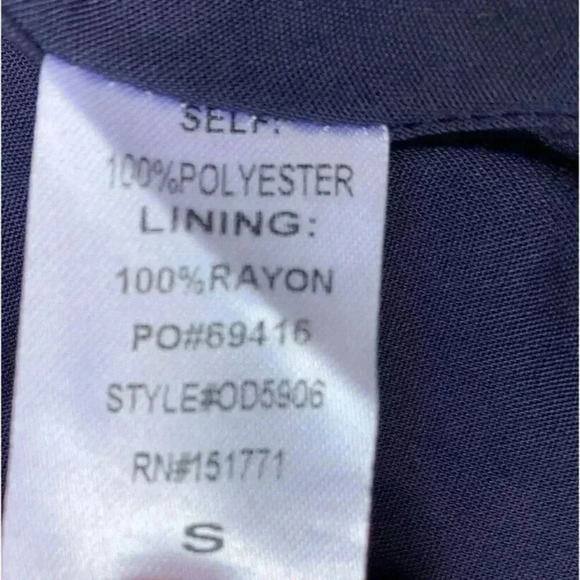 SELF:
100%POLYESTER
LINING:
100%RAYON
PO#69416
STYLE#OD5906
RN#151771
S